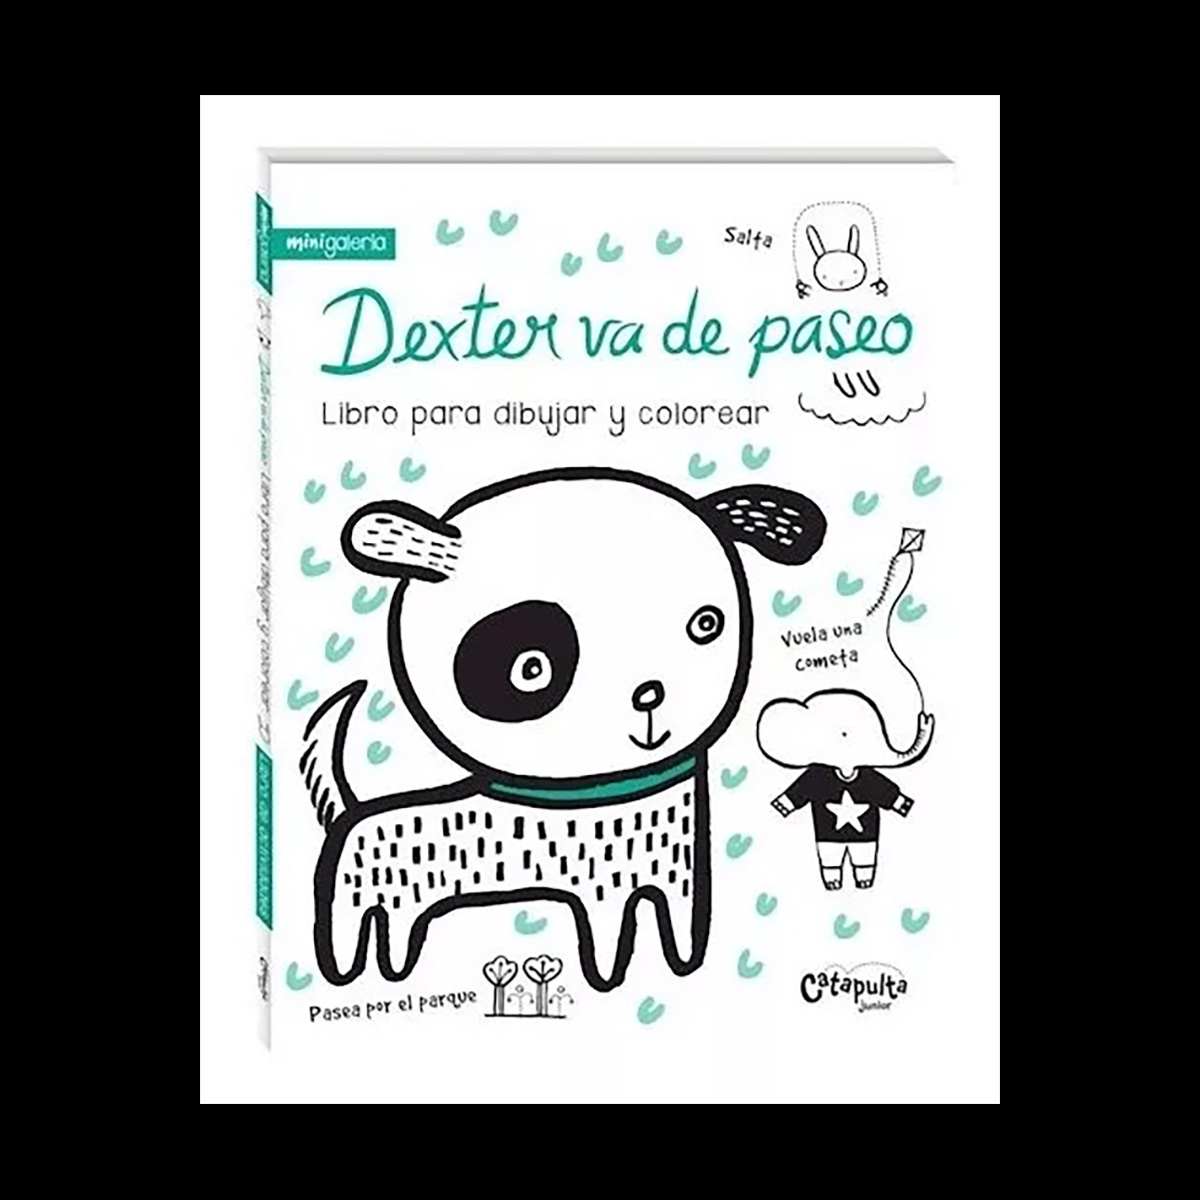 minigalería
Salta
Dexter va de paseo
Libro para dibujar y colorear
Vuela una
cometa
Pasea por el parque
Catapulta
junior